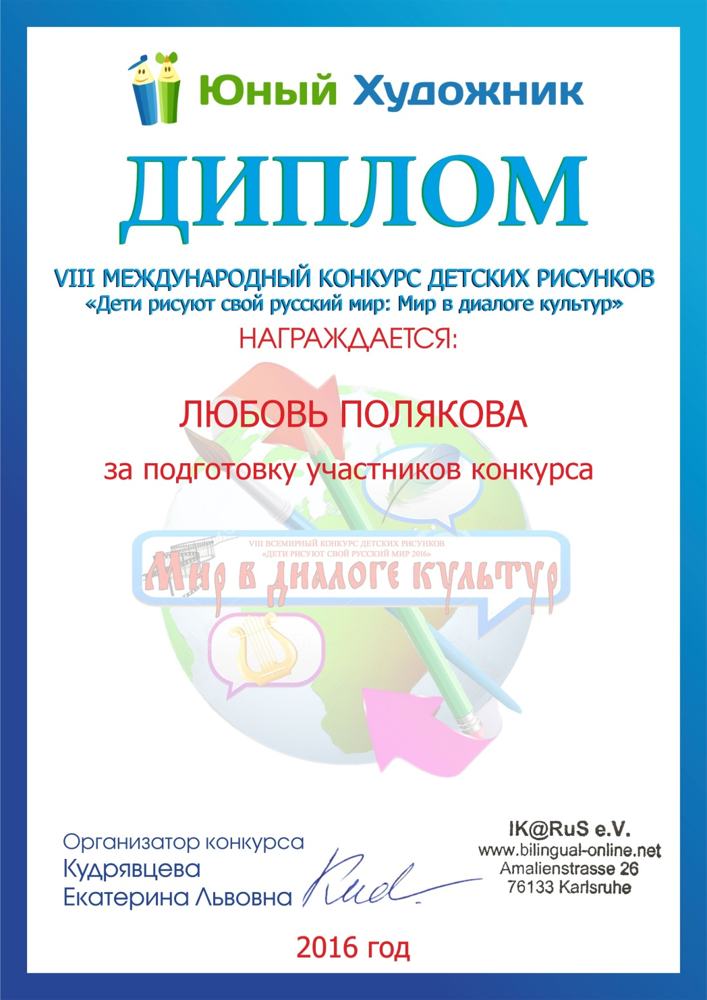 Юный Художник
ДИПЛОМ
VIII МЕЖДУНАРОДНЫЙ КОНКУРС ДЕТСКИХ РИСУНКОВ
«Дети рисуют свой русский мир: Мир в диалоге культур»
НАГРАЖДАЕТСЯ:
ЛЮБОВЬ ПОЛЯКОВА
за подготовку участников конкурса
VIII ВСЕМИРНЫЙ КОНКУРС ДЕТСКИХ РИСУНКОВ
«ДЕТИ РИСУЮТ СВОЙ РУССКИЙ МИР 2016»
Мир в диалоге культур
Организатор конкурса
Кудрявцева
Екатерина Львовна
IK@RuS e.V.
www.bilingual-online.net
Amalienstrasse 26
76133 Karlsruhe
2016 год